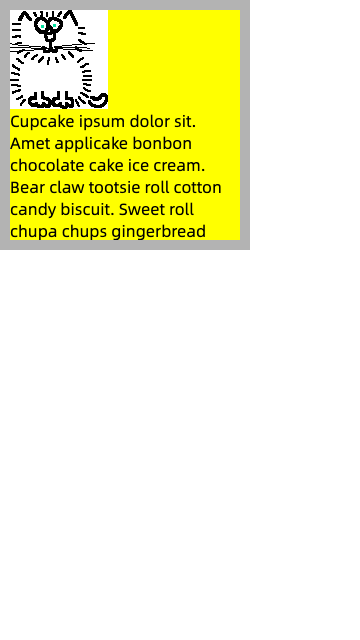 Cupcake ipsum dolor sit.
Amet applicake bonbon
chocolate cake ice cream.
Bear claw tootsie roll cotton
candy biscuit. Sweet roll
chupa chups gingerbread